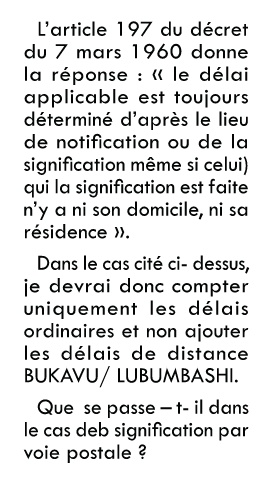 L'article 197 du décret
du 7 mars 1960 donne
la réponse : « le délai
applicable est toujours
déterminé d'après le lieu
de notification ou de la
signification même si celui)
qui la signification est faite
n'y a ni son domicile, ni sa
résidence ».
Dans le cas cité ci- dessus,
je devrai donc compter
uniquement les délais
ordinaires et non ajouter
les délais de distance
BUKAVU/ LUBUMBASHI.
Que se passe – t- il dans
le cas deb signification par
voie postale ?